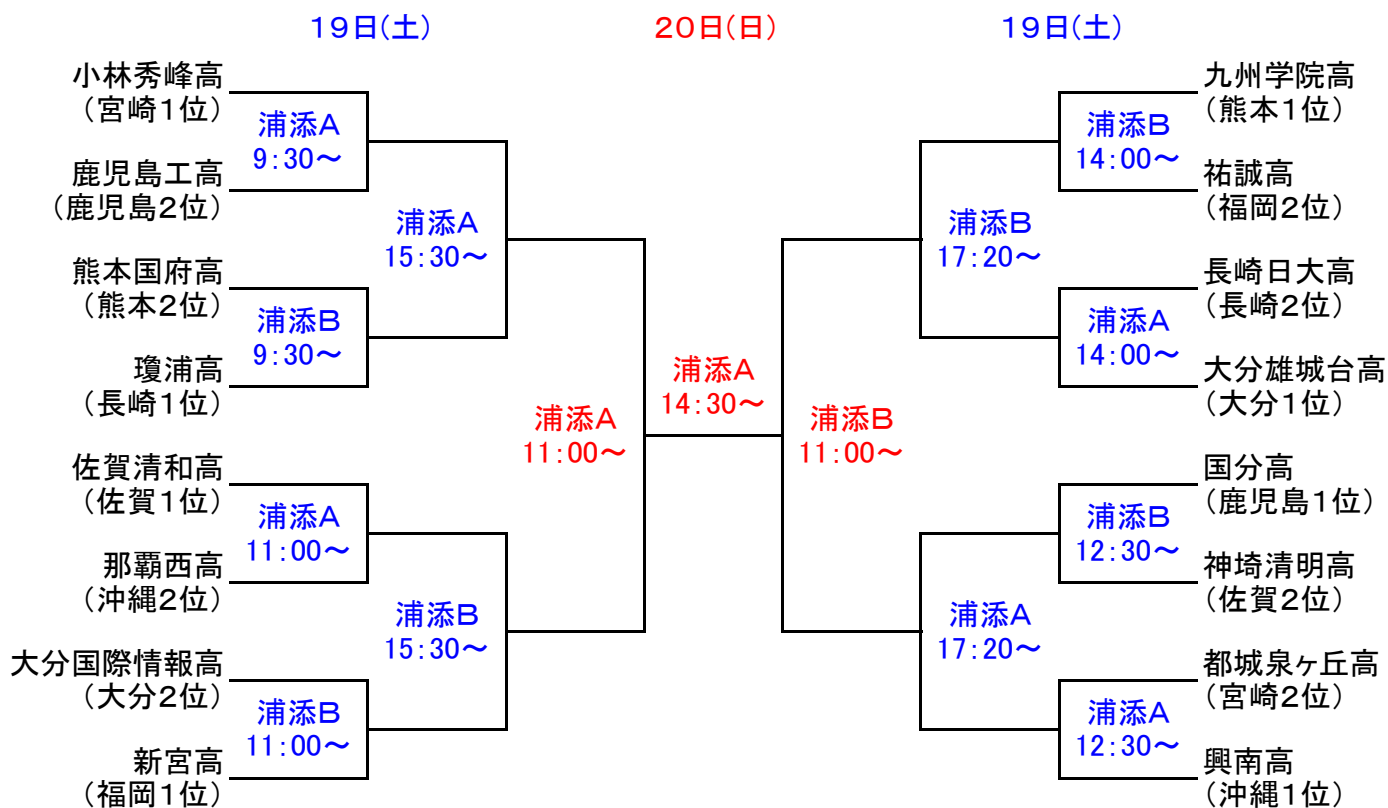 19日(土)
20日(日)
19日(土)
小林秀峰高
(宮崎1位)
浦添A
9:30～
鹿児島工高
(鹿児島2位)
浦添A
15:30～
熊本国府高
(熊本2位)
浦添B
9:30～
瓊浦高
(長崎1位)
浦添A
11:00～
佐賀清和高
(佐賀1位)
浦添A
11:00～
那覇西高
(沖縄2位)
浦添B
15:30～
大分国際情報高
(大分2位)
浦添B
11:00～
新宮高
(福岡1位)
浦添A
14:30～
九州学院高
(熊本1位)
浦添B
14:00～
祐誠高
(福岡2位)
浦添B
17:20～
長崎日大高
(長崎2位)
浦添A
14:00～
大分雄城台高
(大分1位)
浦添B
11:00～
国分高
(鹿児島1位)
浦添B
12:30～
神埼清明高
(佐賀2位)
浦添A
17:20～
都城泉ヶ丘高
(宮崎2位)
浦添A
12:30～
興南高
(沖縄1位)